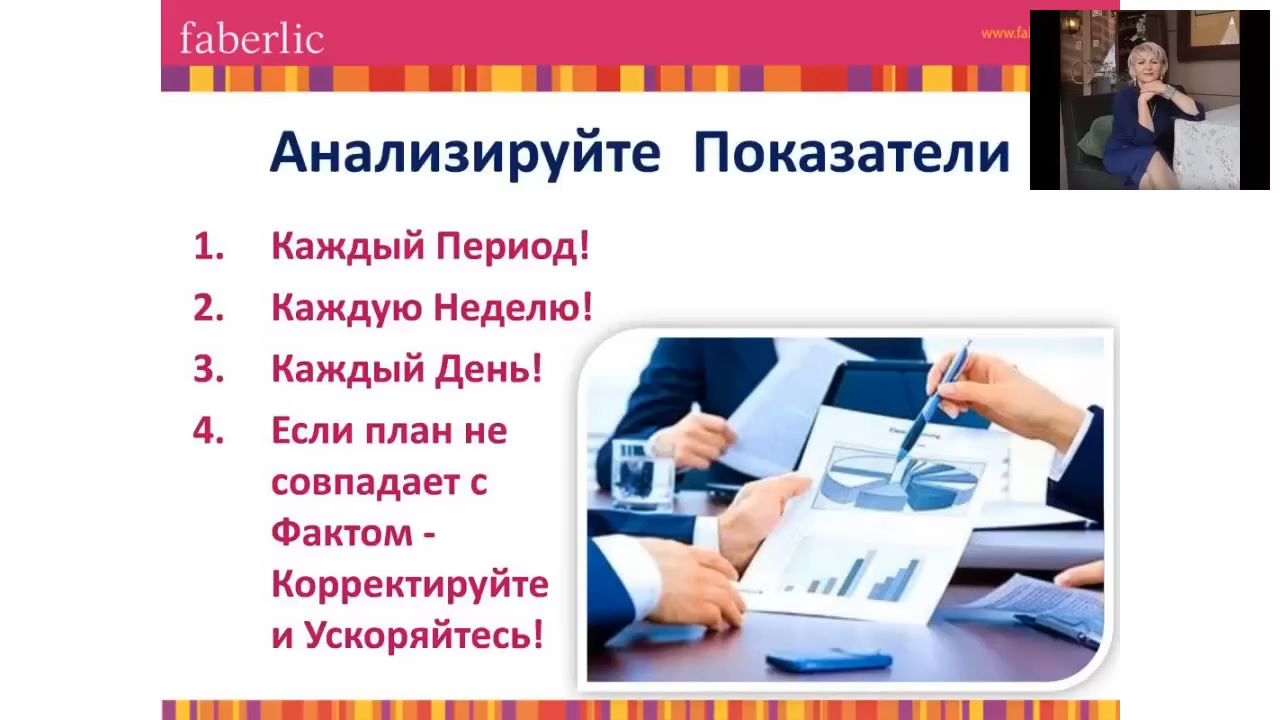 faberlic
www.fa
Анализируйте Показатели
1. Каждый Период!
2. Каждую Неделю!
3. Каждый День!
4. Если план не
совпадает с
Фактом -
Корректируйте
и Ускоряйтесь!